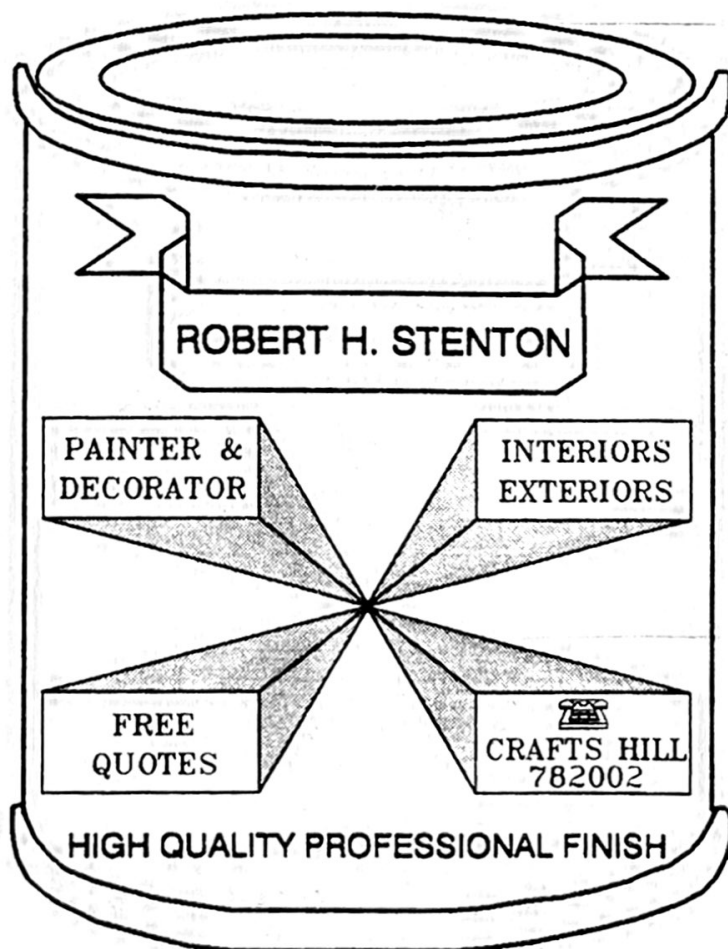 ROBERT H. STENTON
PAINTER &
DECORATOR
INTERIORS
EXTERIORS
FREE
QUOTES
CRAFTS HILL
782002
HIGH QUALITY PROFESSIONAL FINISH